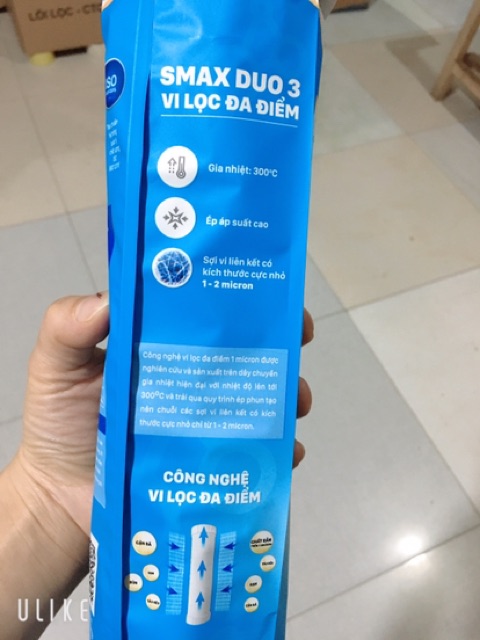 LÕI LỌC - CTO
SMAX DUO 3
VI LỌC ĐA ĐIỂM
Gia nhiệt: 300°C
Ép áp suất cao
Sợi vi liên kết có
kích thước cực nhỏ
1 - 2 micron
Công nghệ vi lọc đa điểm 1 micron được
nghiên cứu và sản xuất trên dây chuyền
gia nhiệt hiện đại với nhiệt độ lên tới
300°C và trải qua quy trình ép phun tạo
nên chuỗi các sợi vi liên kết có kích
thước cực nhỏ chỉ từ 1 - 2 micron.
CÔNG NGHỆ
VI LỌC ĐA ĐIỂM
ULIKE